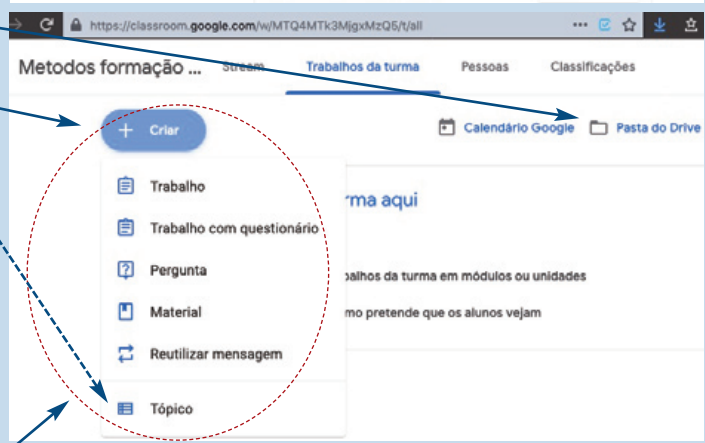 https://classroom.google.com/w/MTQ4MTk3MjgxMzQ5/t/all
Metodos formação ... Stream Trabalhos da turma Pessoas Classificações
+ Criar Calendário Google Pasta do Drive
Trabalho
rma aqui
Trabalho com questionário
Pergunta
balhos da turma em módulos ou unidades
Material
mo pretende que os alunos vejam
Reutilizar mensagem
Tópico